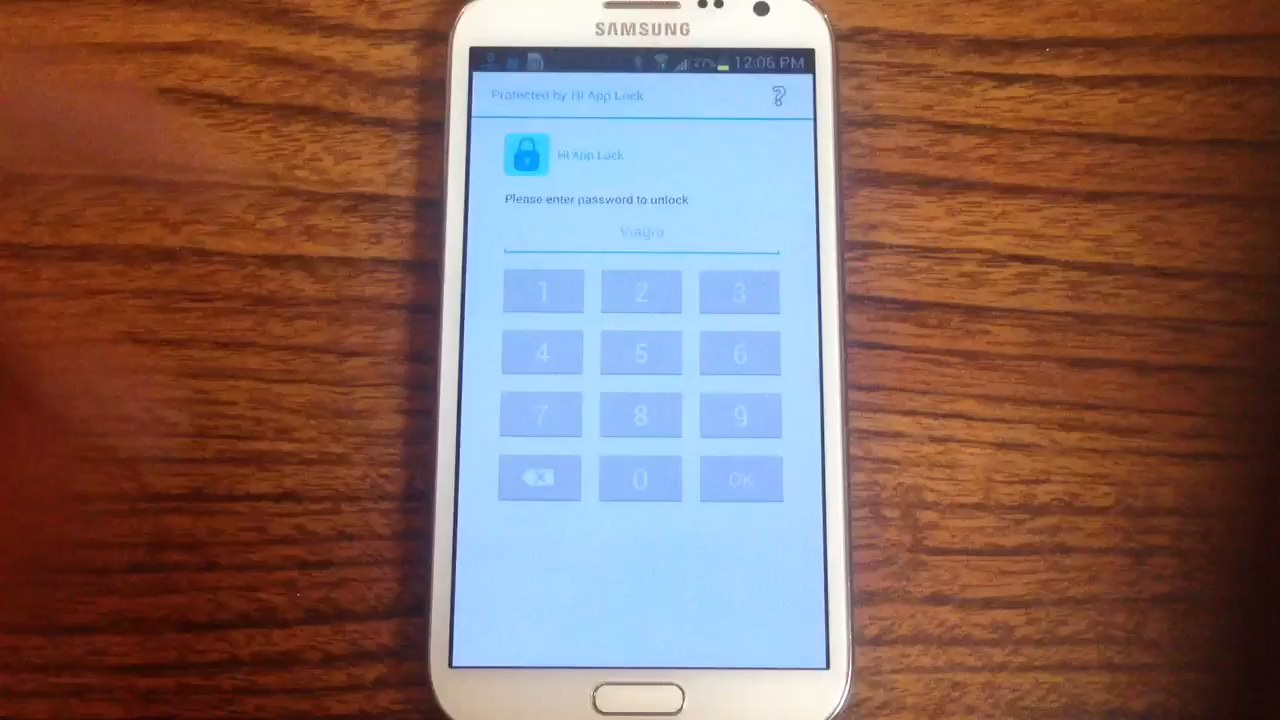 SAMSUNG
27% 12:06 PM
Protected by Hi App Lock ?
Hi App Lock
Please enter password to unlock
1 2 3
4 5 6
7 8 9
0 OK